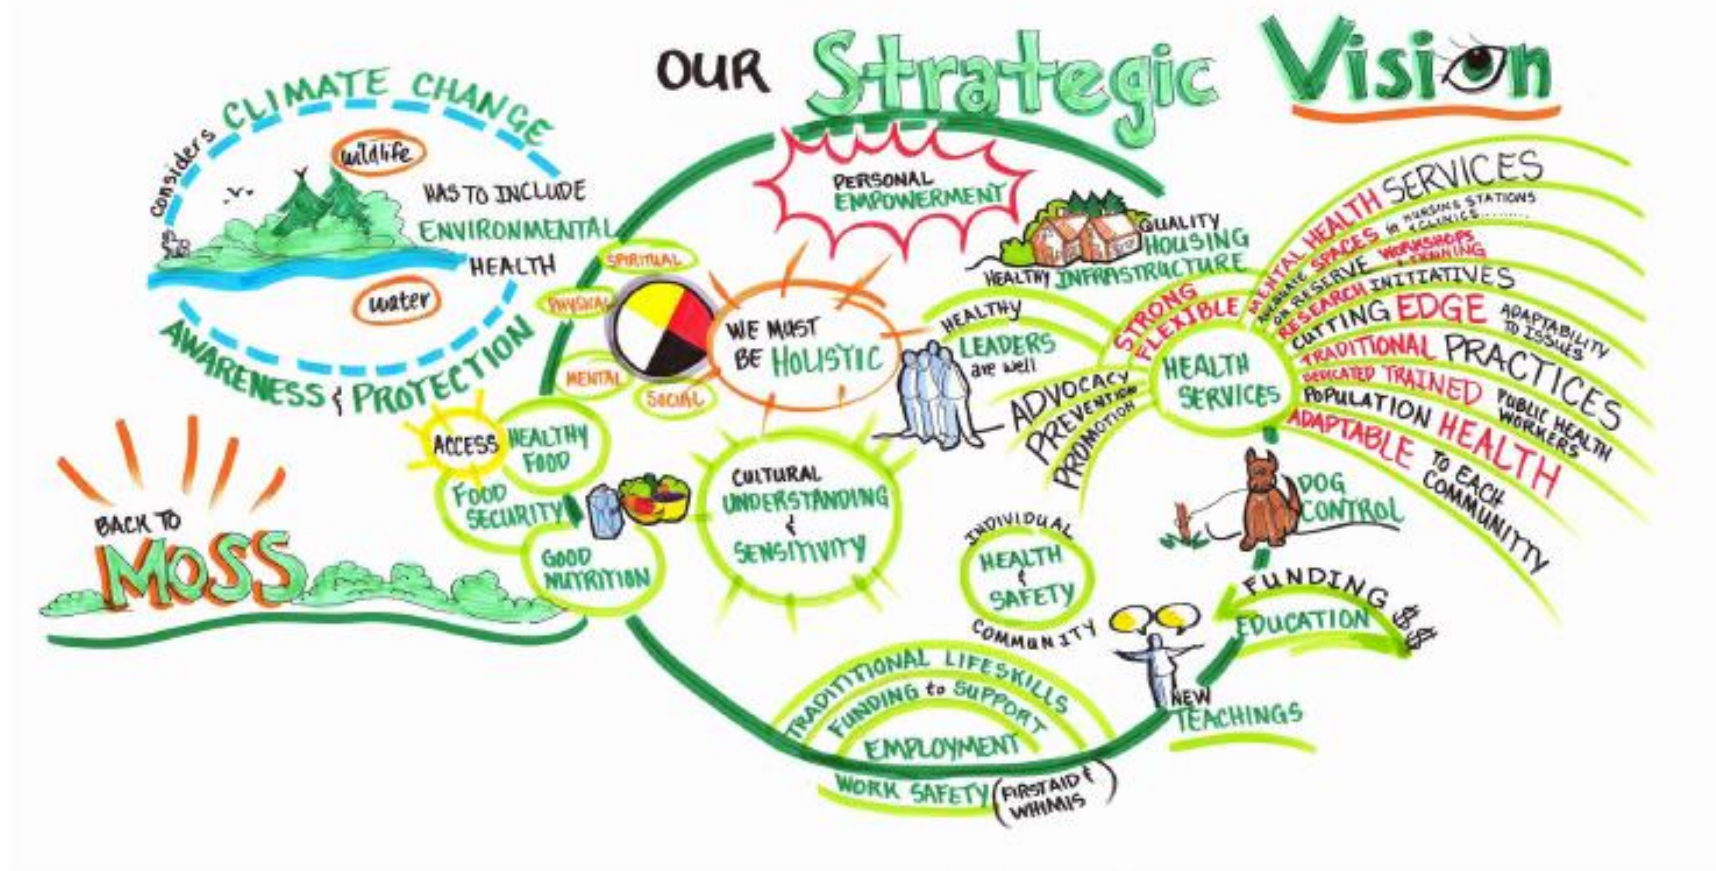 OUR Strategic Vision
considers
CLIMATE CHANGE
wildlife
HAS TO INCLUDE
ENVIRONMENTAL
HEALTH
water
AWARENESS & PROTECTION
BACK TO
MOSS
ACCESS
HEALTHY
FOOD
FOOD
SECURITY
GOOD
NUTRITION
SPIRITUAL
PHYSICAL
MENTAL
SOCIAL
WE MUST
BE HOLISTIC
PERSONAL
EMPOWERMENT
CULTURAL
UNDERSTANDING
&
SENSITIVITY
QUALITY
HOUSING
HEALTHY INFRASTRUCTURE
HEALTHY
LEADERS
are well
STRONG
FLEXIBLE
HEALTH
SERVICES
ADVOCACY
PREVENTION
PROMOTION
MENTAL HEALTH SERVICES
SPACES in NURSING STATIONS
& CLINICS.........
ON RESERVE WORKSHOPS
& TRAINING
RESEARCH INITIATIVES
CUTTING EDGE
ADAPTABILITY
TO ISSUES
TRADITIONAL PRACTICES
DEDICATED TRAINED
PUBLIC HEALTH
WORKERS
POPULATION HEALTH
ADAPTABLE
TO EACH
COMMUNITTY
DOG
CONTROL
INDIVIDUAL
HEALTH
&
SAFETY
COMMUNITY
FUNDING $$
EDUCATION
NEW
TEACHINGS
TRADITITIONAL LIFESKILLS
FUNDING to SUPPORT
EMPLOYMENT
WORK SAFETY (FIRSTAID &
WHIMIS)